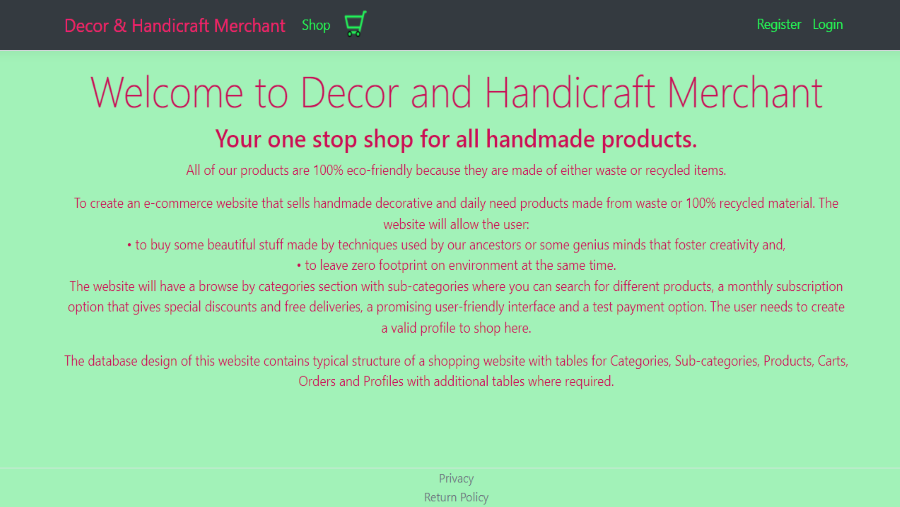 Decor & Handicraft Merchant Shop Register Login
Welcome to Decor and Handicraft Merchant
Your one stop shop for all handmade products.
All of our products are 100% eco-friendly because they are made of either waste or recycled items.
To create an e-commerce website that sells handmade decorative and daily need products made from waste or 100% recycled material. The
website will allow the user:
• to buy some beautiful stuff made by techniques used by our ancestors or some genius minds that foster creativity and,
• to leave zero footprint on environment at the same time.
The website will have a browse by categories section with sub-categories where you can search for different products, a monthly subscription
option that gives special discounts and free deliveries, a promising user-friendly interface and a test payment option. The user needs to create
a valid profile to shop here.
The database design of this website contains typical structure of a shopping website with tables for Categories, Sub-categories, Products, Carts,
Orders and Profiles with additional tables where required.
Privacy
Return Policy